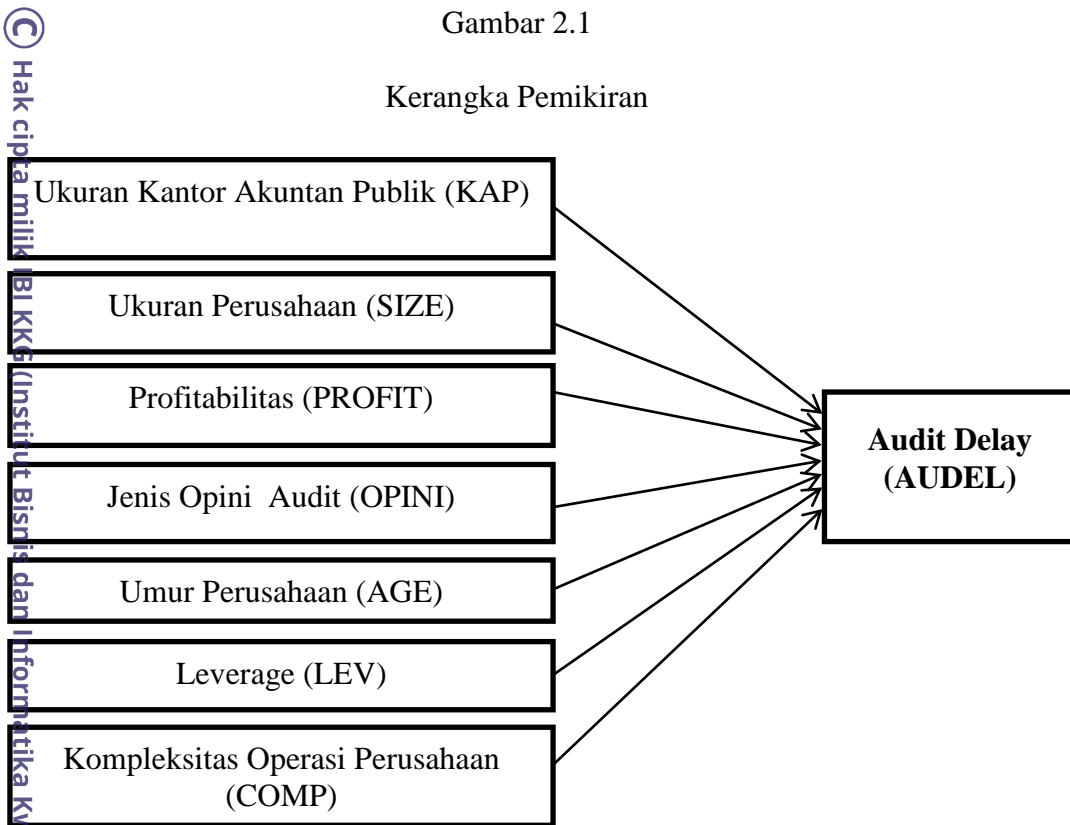 Gambar 2.1
Kerangka Pemikiran
Ukuran Kantor Akuntan Publik (KAP)
Ukuran Perusahaan (SIZE)
Profitabilitas (PROFIT)
Jenis Opini  Audit (OPINI)
Umur Perusahaan (AGE)
Leverage (LEV)
Kompleksitas Operasi Perusahaan
(COMP)
Audit Delay
(AUDEL)
© Hak cipta milik IBI KKG (Institut Bisnis dan Informatika Kw